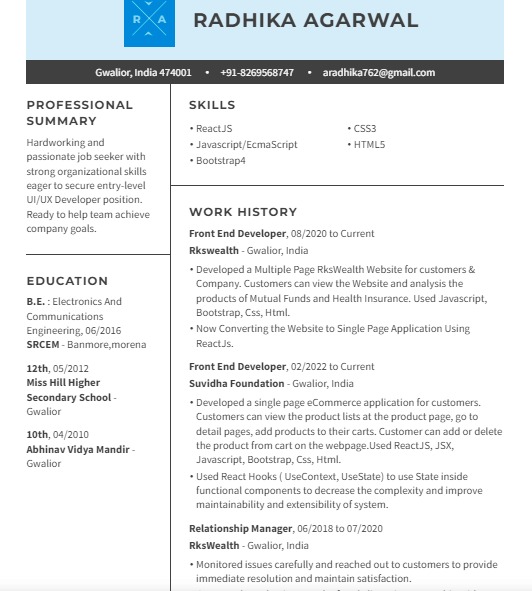 R A
RADHIKA AGARWAL
Gwalior, India 474001 • +91-8269568747 • aradhika762@gmail.com
PROFESSIONAL
SUMMARY
Hardworking and
passionate job seeker with
strong organizational skills
eager to secure entry-level
UI/UX Developer position.
Ready to help team achieve
company goals.
EDUCATION
B.E. : Electronics And
Communications
Engineering, 06/2016
SRCEM - Banmore,morena
12th, 05/2012
Miss Hill Higher
Secondary School -
Gwalior
10th, 04/2010
Abhinav Vidya Mandir -
Gwalior
SKILLS
• ReactJS
• Javascript/EcmaScript
• Bootstrap4
• CSS3
• HTML5
WORK HISTORY
Front End Developer, 08/2020 to Current
Rkswealth - Gwalior, India
• Developed a Multiple Page RksWealth Website for customers &
Company. Customers can view the Website and analysis the
products of Mutual Funds and Health Insurance. Used Javascript,
Bootstrap, Css, Html.
• Now Converting the Website to Single Page Application Using
ReactJs.
Front End Developer, 02/2022 to Current
Suvidha Foundation - Gwalior, India
• Developed a single page eCommerce application for customers.
Customers can view the product lists at the product page, go to
detail pages, add products to their carts. Customer can add or delete
the product from cart on the webpage.Used ReactJS, JSX,
Javascript, Bootstrap, Css, Html.
• Used React Hooks ( UseContext, UseState) to use State inside
functional components to decrease the complexity and improve
maintainability and extensibility of system.
Relationship Manager, 06/2018 to 07/2020
RksWealth - Gwalior, India
• Monitored issues carefully and reached out to customers to provide
immediate resolution and maintain satisfaction.